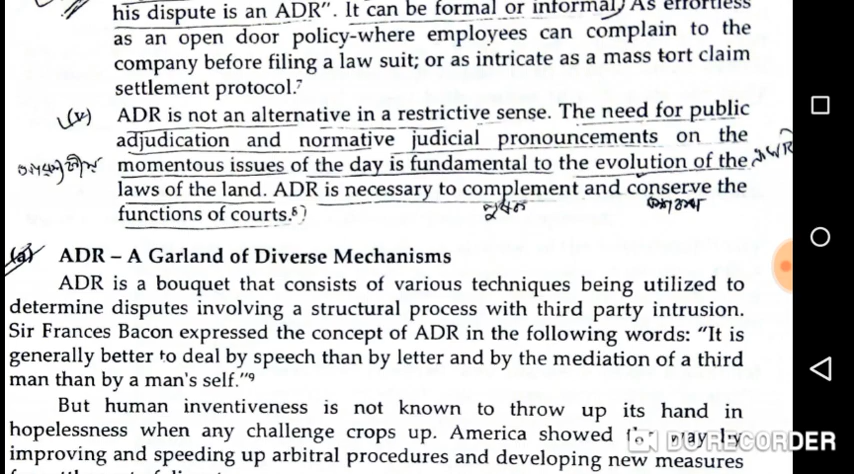 his dispute is an ADR". It can be formal or informal, As effortless
as an open door policy-where employees can complain to the
company before filing a law suit; or as intricate as a mass tort claim
settlement protocol.7
(v) ADR is not an alternative in a restrictive sense. The need for public
adjudication and normative judicial pronouncements on the
momentous issues of the day is fundamental to the evolution of the
laws of the land. ADR is necessary to complement and conserve the
functions of courts.8)
(a) ADR – A Garland of Diverse Mechanisms
ADR is a bouquet that consists of various techniques being utilized to
determine disputes involving a structural process with third party intrusion.
Sir Frances Bacon expressed the concept of ADR in the following words: "It is
generally better to deal by speech than by letter and by the mediation of a third
man than by a man's self."9
But human inventiveness is not known to throw up its hand in
hopelessness when any challenge crops up. America showed way by
improving and speeding up arbitral procedures and developing new measures
DU RECORDER